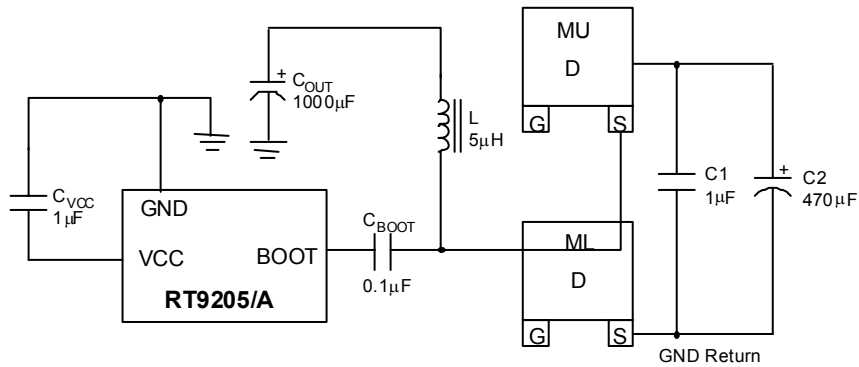 MU
D
G
S
+
C_OUT
1000µF
L
5µH
C1
1µF
+
C2
470µF
C_VCC
1µF
GND
VCC
BOOT
RT9205/A
C_BOOT
0.1µF
ML
D
G
S
GND Return